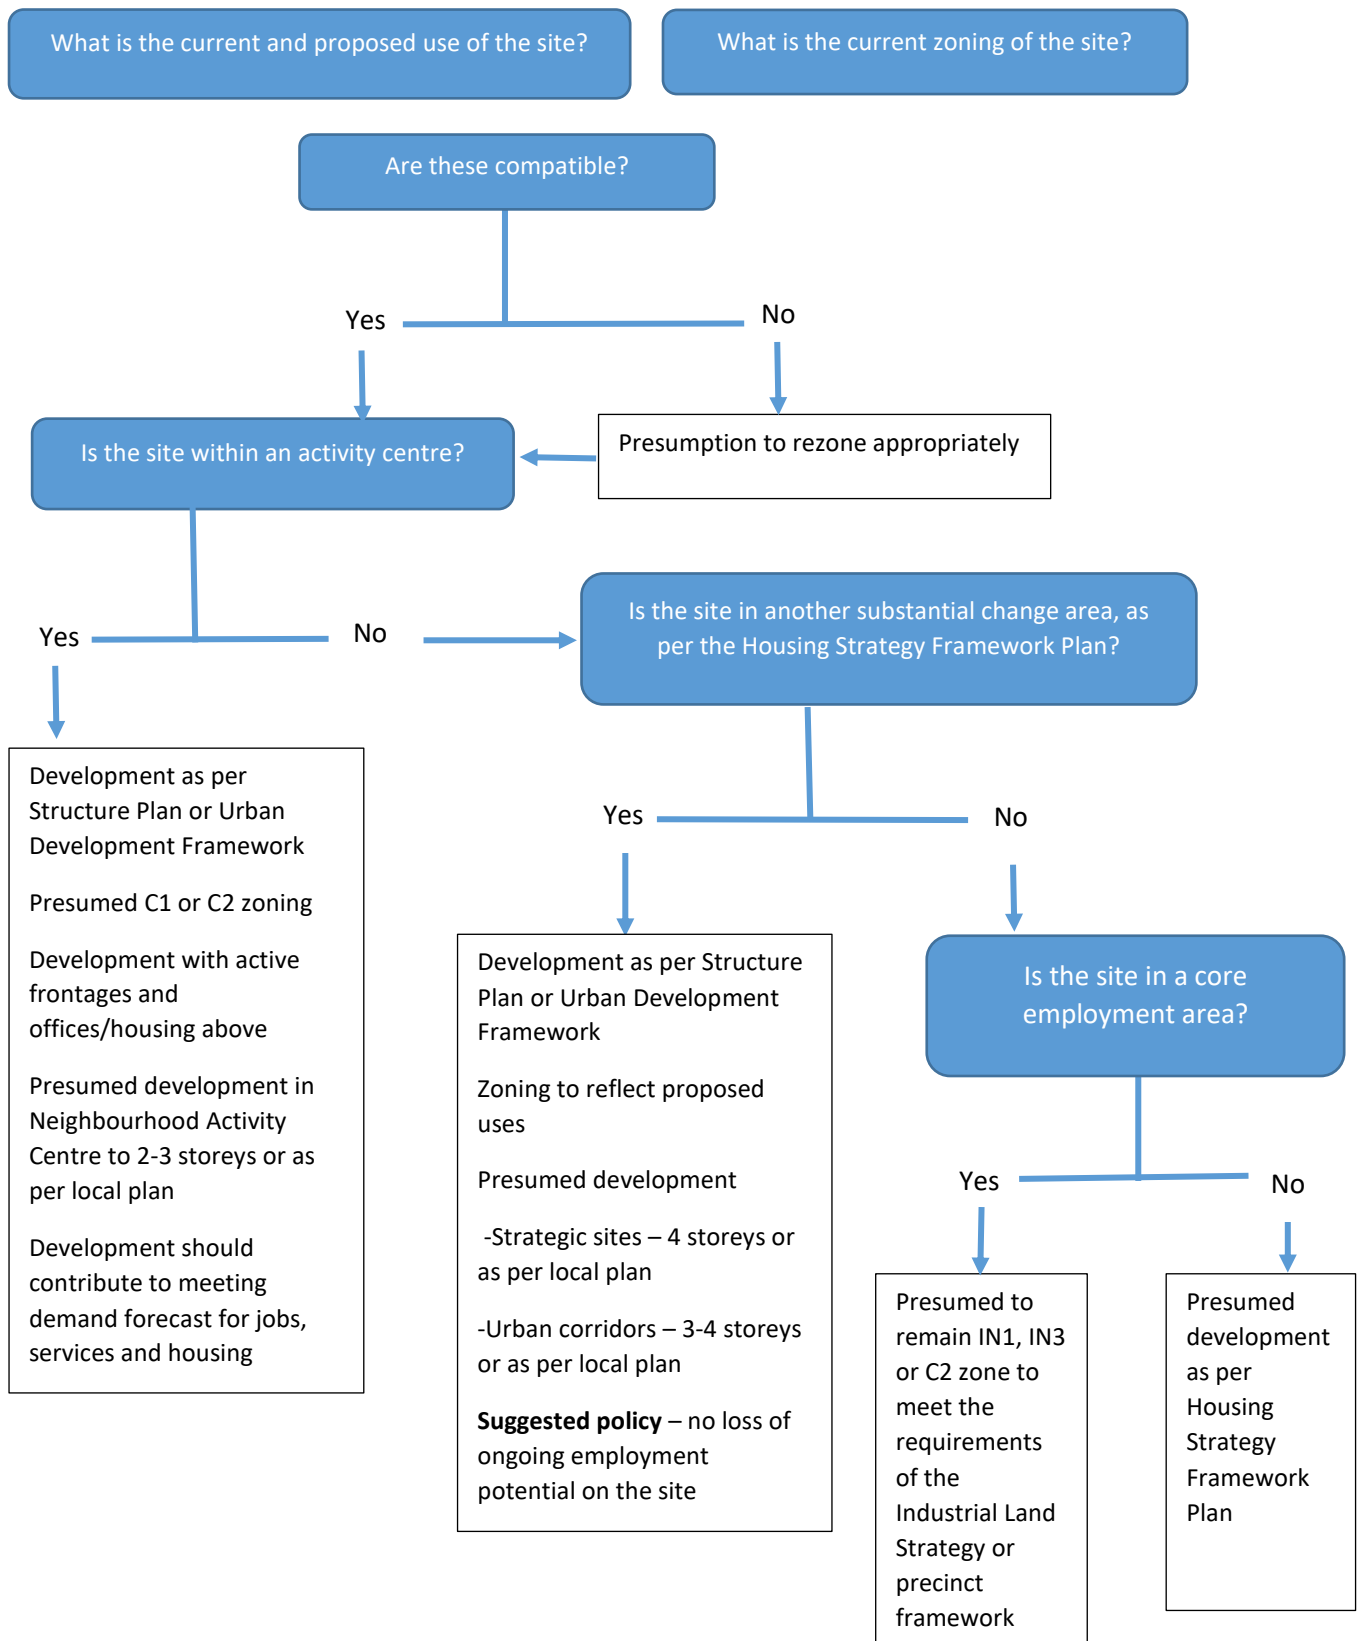 What is the current and proposed use of the site?
What is the current zoning of the site?
Are these compatible?
Yes
No
Is the site within an activity centre?
Presumption to rezone appropriately
Yes
No
Is the site in another substantial change area, as
per the Housing Strategy Framework Plan?
Development as per
Structure Plan or Urban
Development Framework
Presumed C1 or C2 zoning
Development with active
frontages and
offices/housing above
Presumed development in
Neighbourhood Activity
Centre to 2-3 storeys or as
per local plan
Development should
contribute to meeting
demand forecast for jobs,
services and housing
Yes
No
Development as per Structure
Plan or Urban Development
Framework
Zoning to reflect proposed
uses
Presumed development
-Strategic sites – 4 storeys or
as per local plan
-Urban corridors – 3-4 storeys
or as per local plan
Suggested policy – no loss of
ongoing employment
potential on the site
Is the site in a core
employment area?
Yes
No
Presumed to
remain IN1, IN3
or C2 zone to
meet the
requirements
of the
Industrial Land
Strategy or
precinct
framework
Presumed
development
as per
Housing
Strategy
Framework
Plan